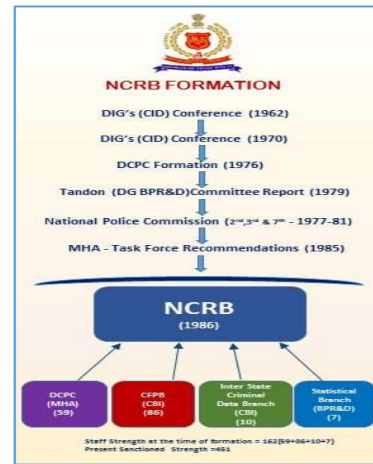 NCRB FORMATION
DIG's (CID) Conference (1962)
DIG's (CID) Conference (1970)
DCPC Formation (1976)
Tandon (DG BPR&D)Committee Report (1979)
National Police Commission (2nd,3rd & 7th - 1977-81)
MHA - Task Force Recommendations (1985)
NCRB
(1986)
DCPC
(MHA)
(59)
CFPB
(CBI)
(86)
Inter State
Criminal
Data Branch
(CBI)
(10)
Statistical
Branch
(BPR&D)
(7)
Staff Strength at the time of formation = 162(59+86+10+7)
Present Sanctioned Strength =451